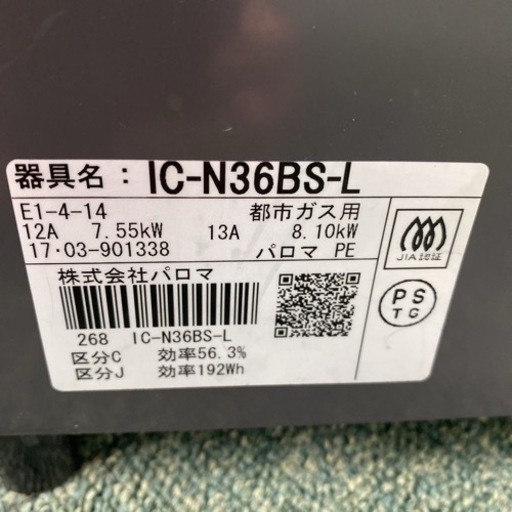 器具名：IC-N36BS-L
E1-4-14 都市ガス用
12A 7.55kW 13A 8.10kW
17・03-901338 パロマ PE
JIA認証
株式会社パロマ
PS
TG
268 IC-N36BS-L
区分C 効率56.3%
区分J 効率192Wh